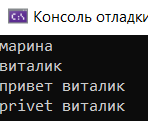 Консоль отладки
марина
виталик
привет виталик
privet виталик